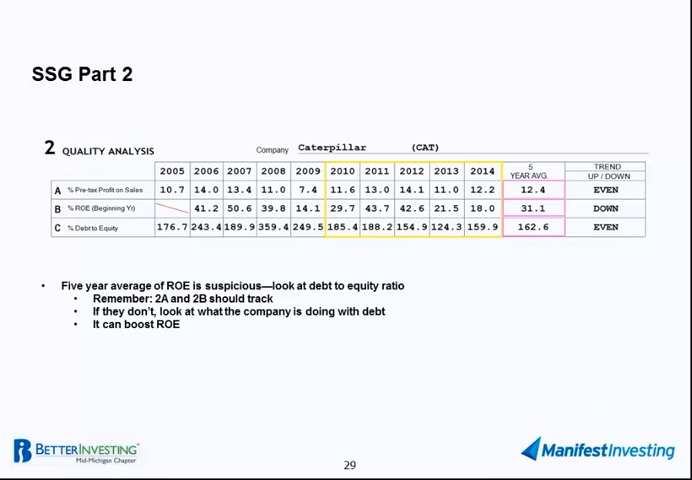 SSG Part 2
2 QUALITY ANALYSIS Company Caterpillar (CAT)
2005 2006 2007 2008 2009 2010 2011 2012 2013 2014 5 YEAR AVG. TREND UP / DOWN
A % Pre-tax Profit on Sales 10.7 14.0 13.4 11.0 7.4 11.6 13.0 14.1 11.0 12.2 12.4 EVEN
B % ROE (Beginning Yr) 41.2 50.6 39.8 14.1 29.7 43.7 42.6 21.5 18.0 31.1 DOWN
C % Debt to Equity 176.7 243.4 189.9 359.4 249.5 185.4 188.2 154.9 124.3 159.9 162.6 EVEN
• Five year average of ROE is suspicious—look at debt to equity ratio
• Remember: 2A and 2B should track
• If they don't, look at what the company is doing with debt
• It can boost ROE
BETTERINVESTING™
Mid-Michigan Chapter
29
ManifestInvesting